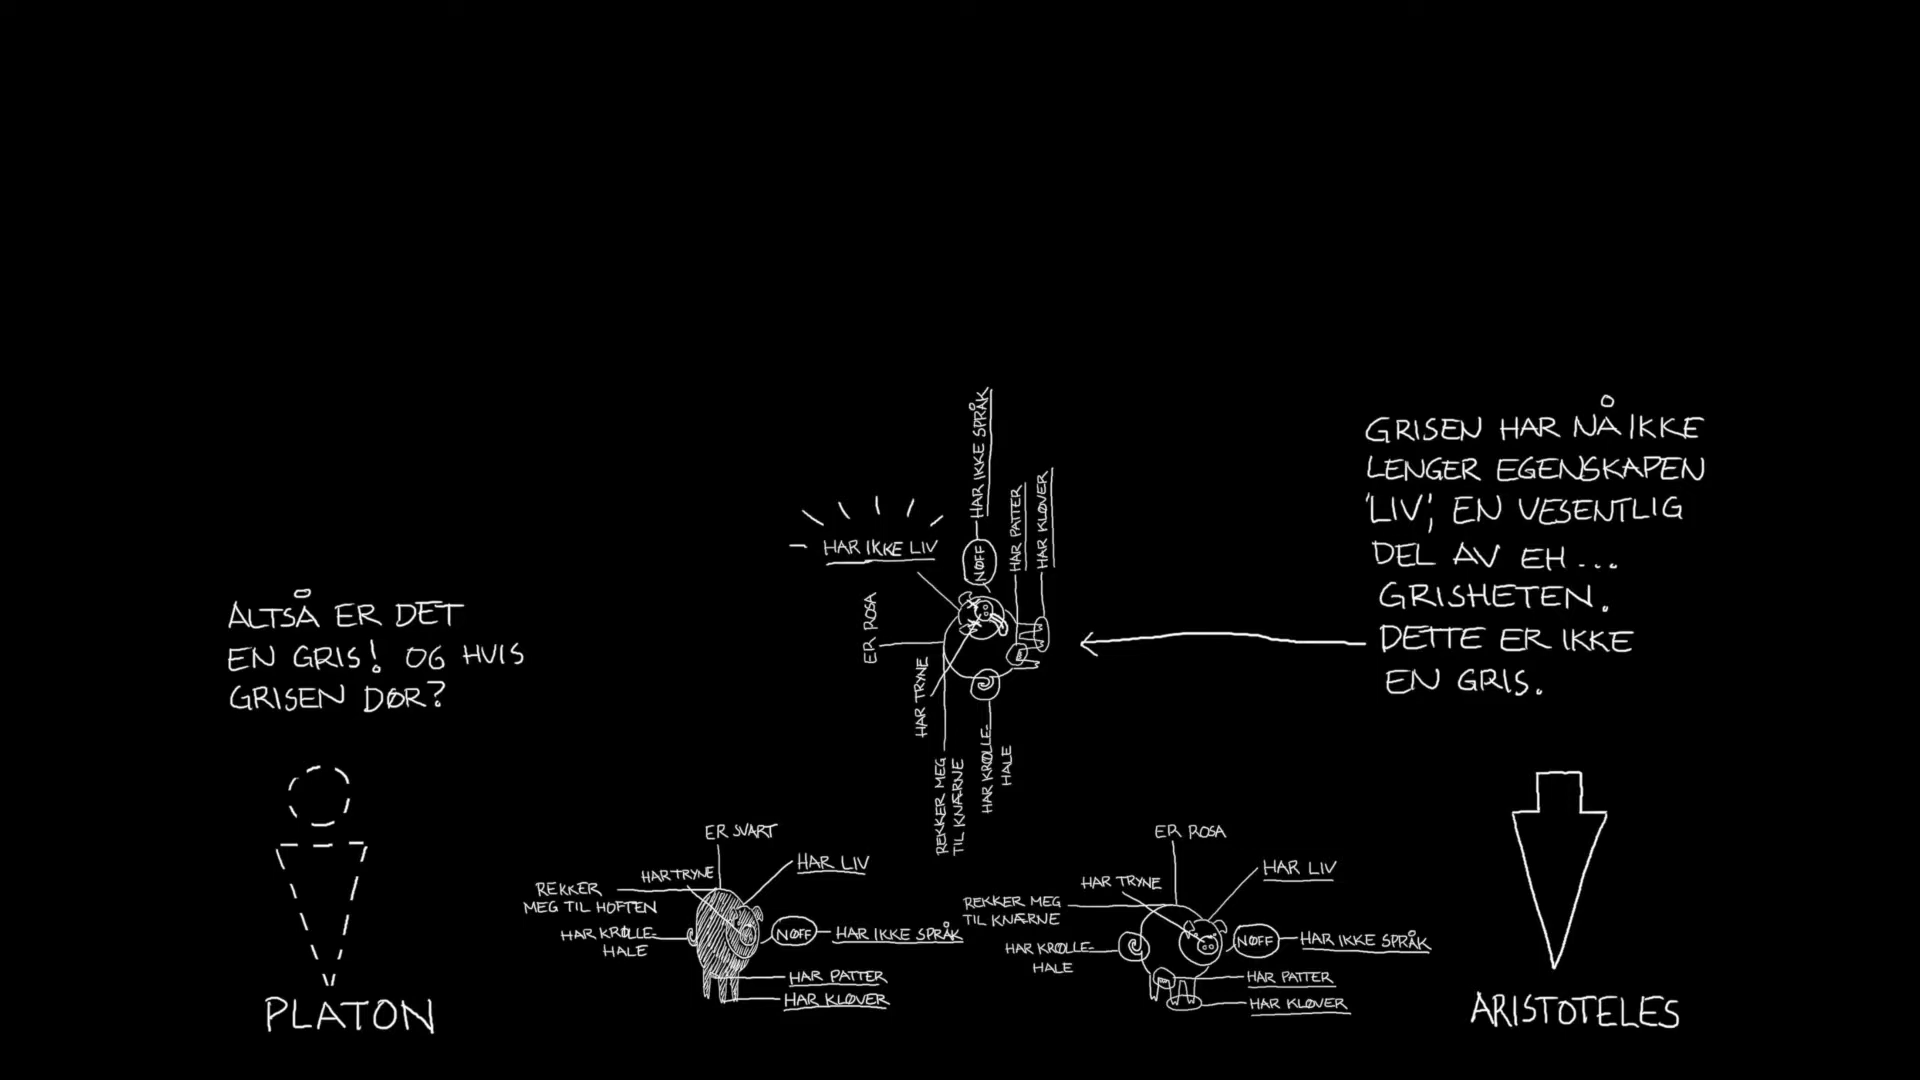 ALTSÅ ER DET
EN GRIS! OG HVIS
GRISEN DØR?
PLATON
HAR IKKE SPRÅK
NØFF
HAR PATTER
HAR KLØVER
HAR IKKE LIV
ER ROSA
HAR TRYNE
REKKER MEG
TIL KNÆRNE
HAR KRØLLE-
HALE
GRISEN HAR NÅ IKKE
LENGER EGENSKAPEN
'LIV', EN VESENTLIG
DEL AV EH...
GRISHETEN.
DETTE ER IKKE
EN GRIS.
ARISTOTELES
ER SVART
HAR TRYNE
HAR LIV
REKKER
MEG TIL HOFTEN
HAR KRØLLE-
HALE
NØFF
HAR IKKE SPRÅK
HAR PATTER
HAR KLØVER
ER ROSA
HAR TRYNE
HAR LIV
REKKER MEG
TIL KNÆRNE
HAR KRØLLE-
HALE
NØFF
HAR IKKE SPRÅK
HAR PATTER
HAR KLØVER